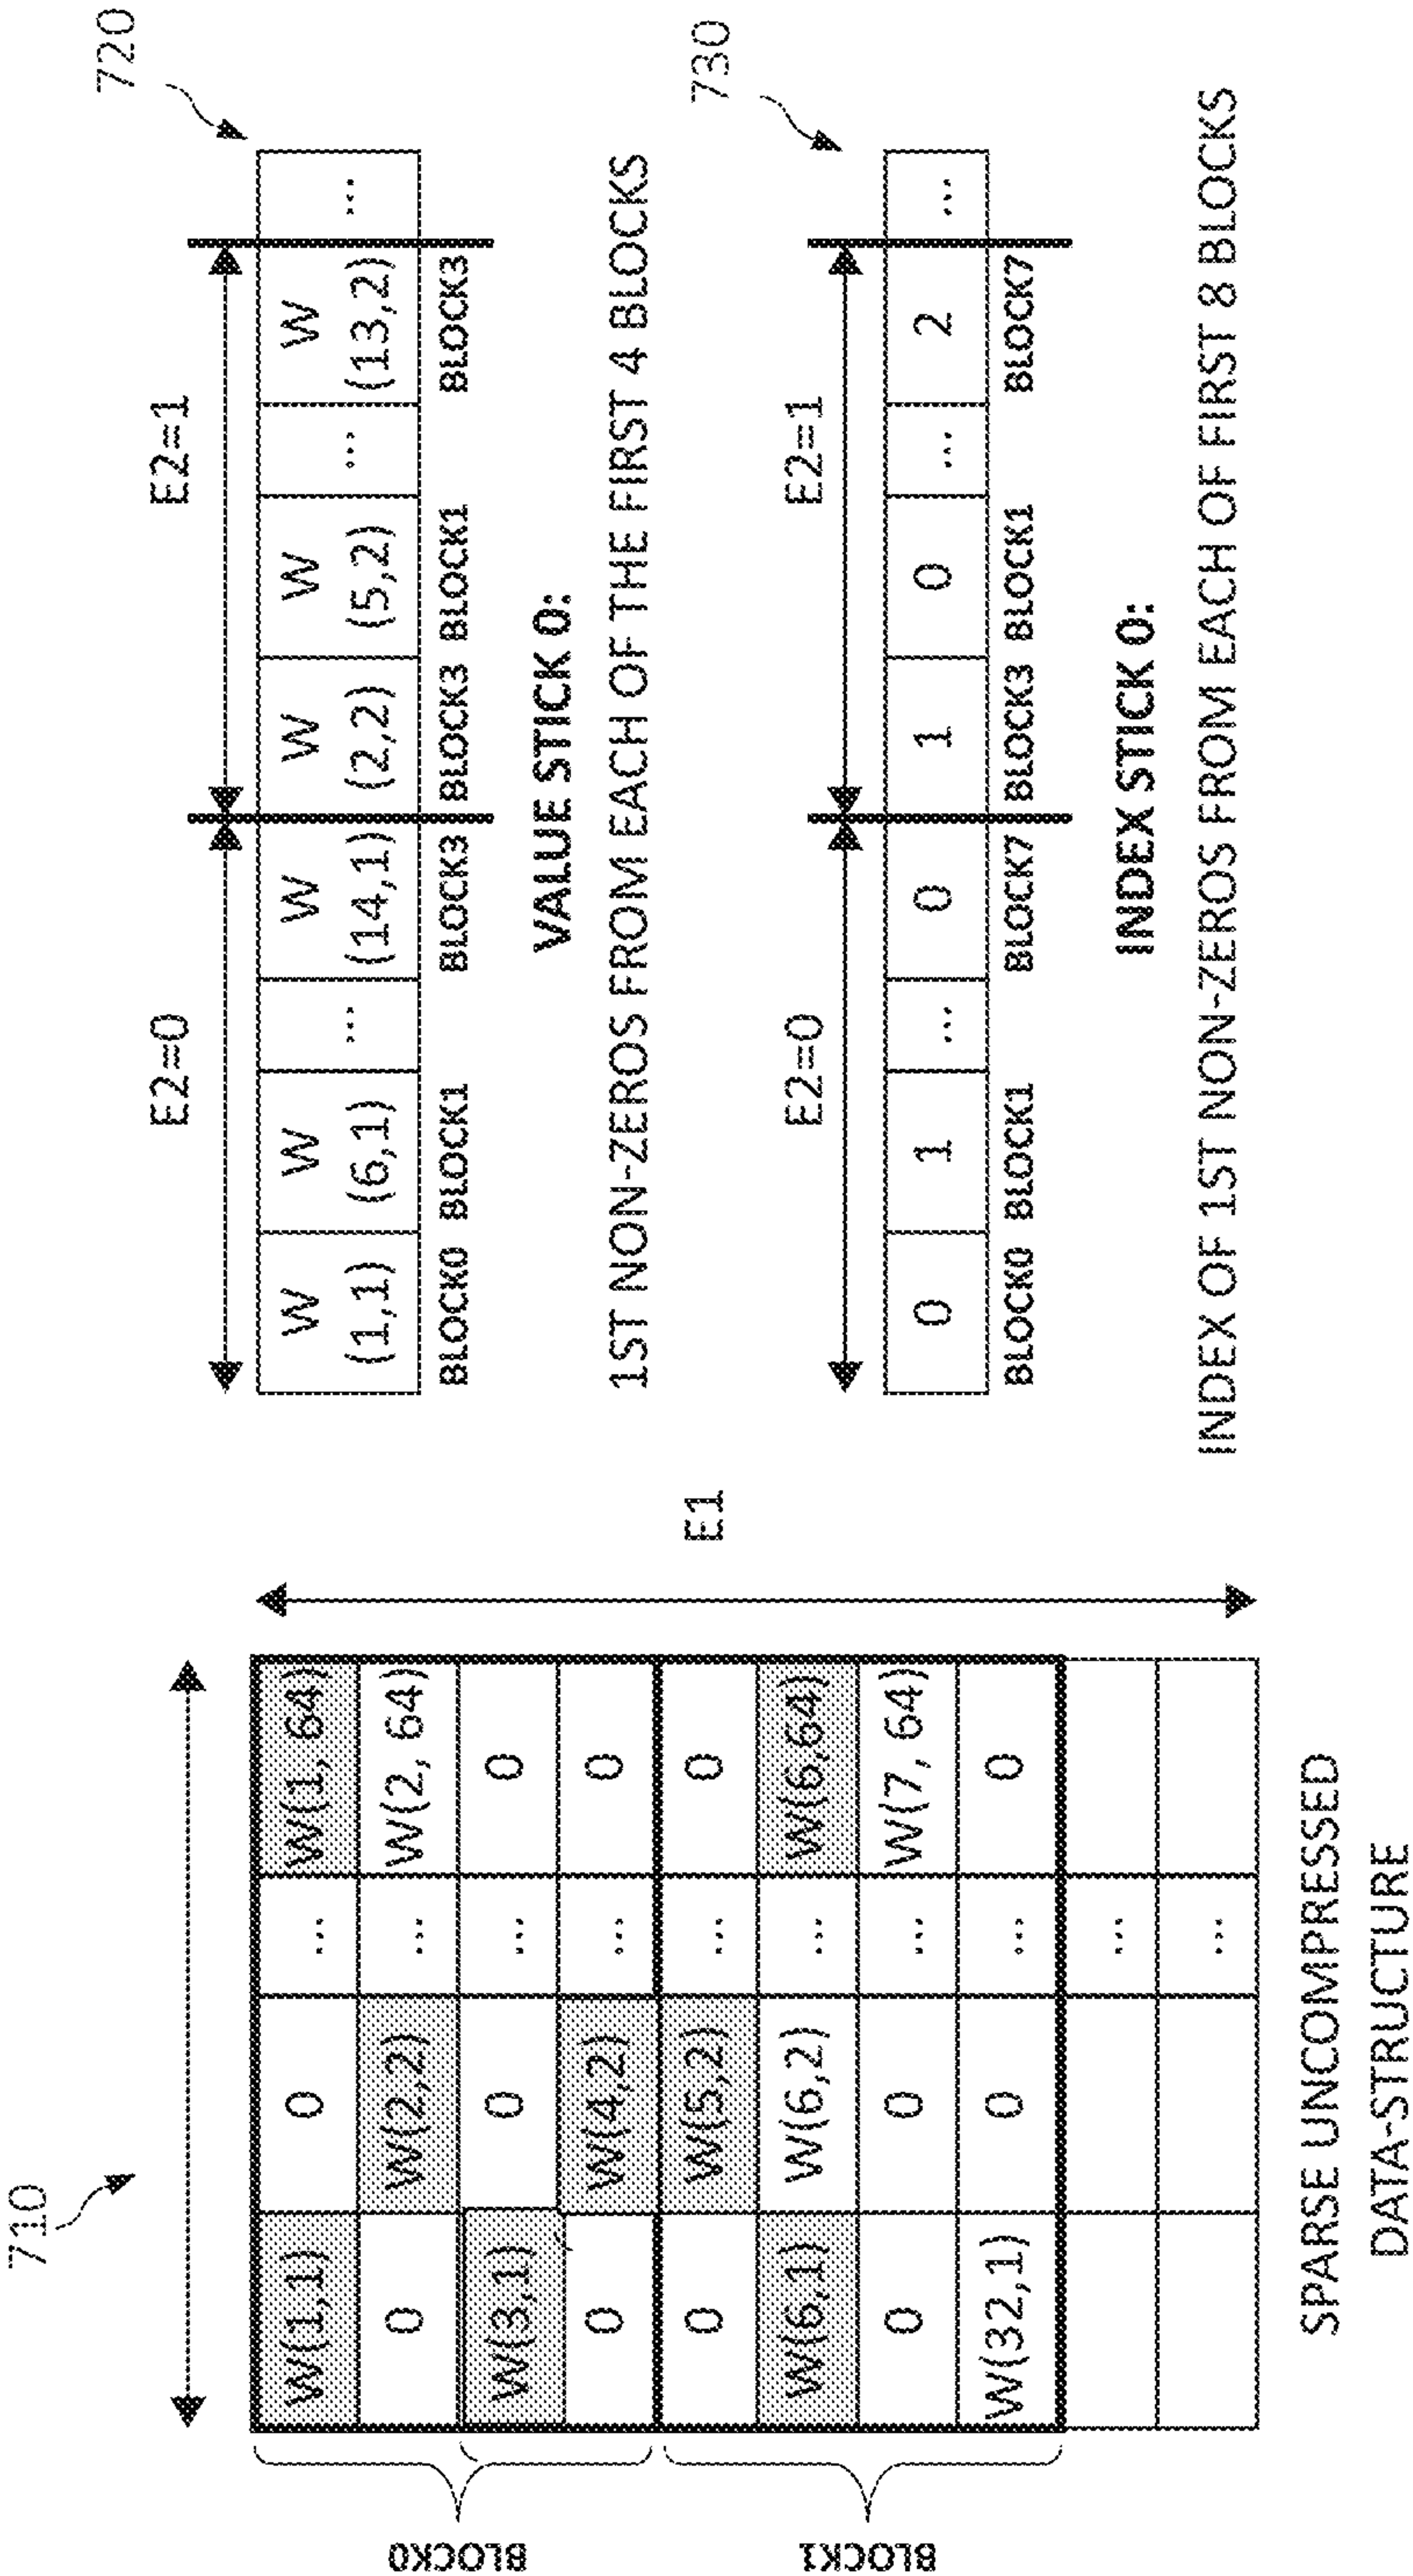 710
BLOCK0
BLOCK1
W(1,1) 0 ... W(1, 64)
0 W(2,2) ... W(2, 64)
W(3,1) 0 ... 0
0 W(4,2) ... 0
0 W(5,2) ... 0
W(6,1) W(6,2) ... W(6,64)
0 0 ... W(7, 64)
W(32,1) 0 ... 0
...
...
E1
SPARSE UNCOMPRESSED
DATA-STRUCTURE
720
E2=0 E2=1
W W ... W W W ... W ...
(1,1) (6,1) (14,1) (2,2) (5,2) (13,2)
BLOCK0 BLOCK1 BLOCK3 BLOCK3 BLOCK1 BLOCK3
VALUE STICK 0:
1ST NON-ZEROS FROM EACH OF THE FIRST 4 BLOCKS
730
E2=0 E2=1
0 1 ... 0 1 0 ... 2 ...
BLOCK0 BLOCK1 BLOCK7 BLOCK3 BLOCK1 BLOCK7
INDEX STICK 0:
INDEX OF 1ST NON-ZEROS FROM EACH OF FIRST 8 BLOCKS